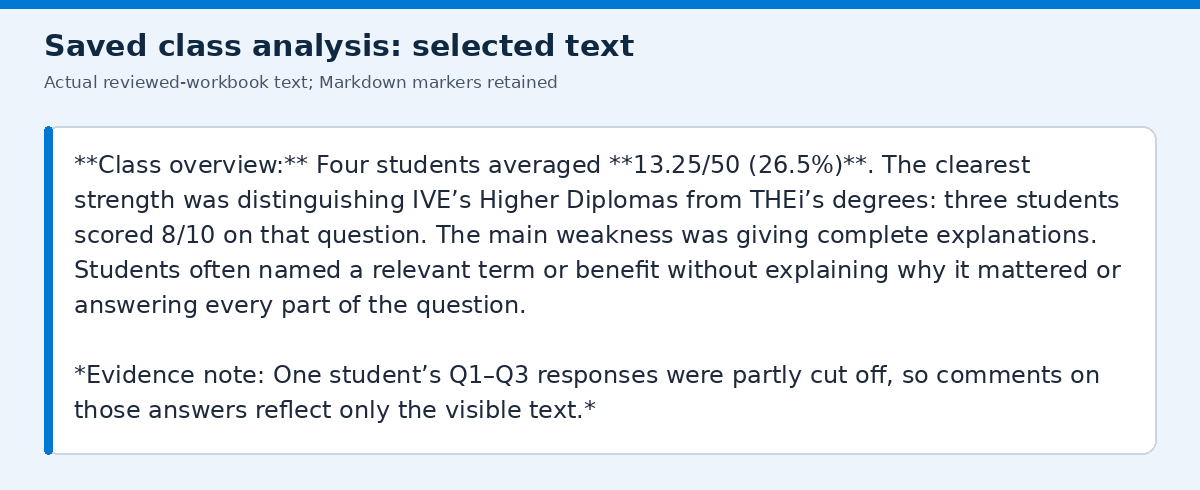 Saved class analysis: selected text
Actual reviewed-workbook text; Markdown markers retained
**Class overview:** Four students averaged **13.25/50 (26.5%)**. The clearest
strength was distinguishing IVE’s Higher Diplomas from THEi’s degrees: three students
scored 8/10 on that question. The main weakness was giving complete explanations.
Students often named a relevant term or benefit without explaining why it mattered or
answering every part of the question.
*Evidence note: One student’s Q1–Q3 responses were partly cut off, so comments on
those answers reflect only the visible text.*